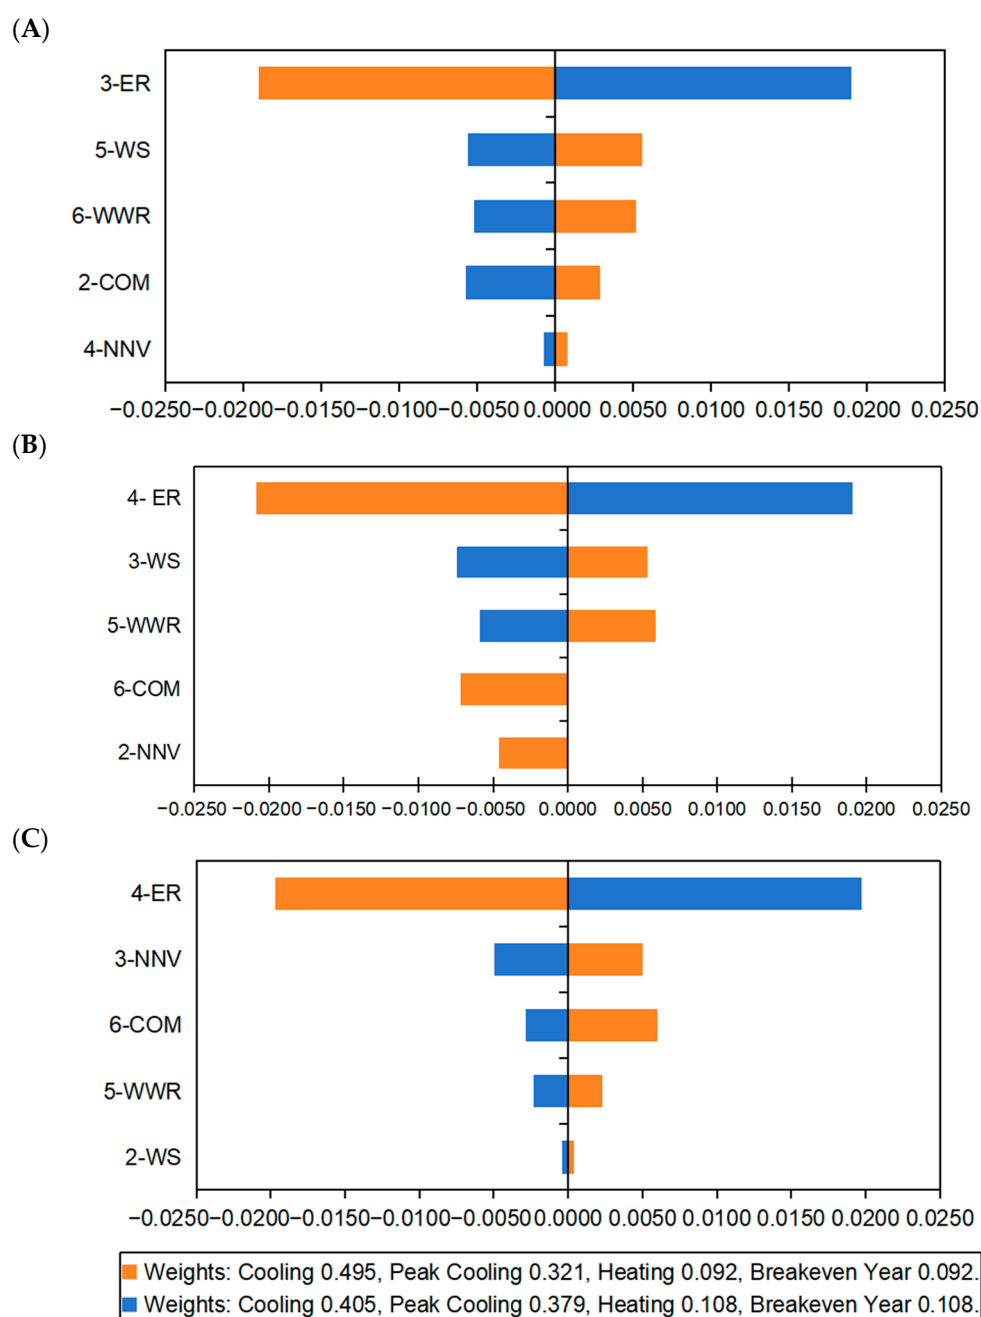 (A)
3-ER
5-WS
6-WWR
2-COM
4-NNV
−0.0250 −0.0200 −0.0150 −0.0100 −0.0050 0.0000 0.0050 0.0100 0.0150 0.0200 0.0250
(B)
4- ER
3-WS
5-WWR
6-COM
2-NNV
−0.0250 −0.0200 −0.0150 −0.0100 −0.0050 0.0000 0.0050 0.0100 0.0150 0.0200 0.0250
(C)
4-ER
3-NNV
6-COM
5-WWR
2-WS
−0.0250 −0.0200 −0.0150 −0.0100 −0.0050 0.0000 0.0050 0.0100 0.0150 0.0200 0.0250
Weights: Cooling 0.495, Peak Cooling 0.321, Heating 0.092, Breakeven Year 0.092.
Weights: Cooling 0.405, Peak Cooling 0.379, Heating 0.108, Breakeven Year 0.108.